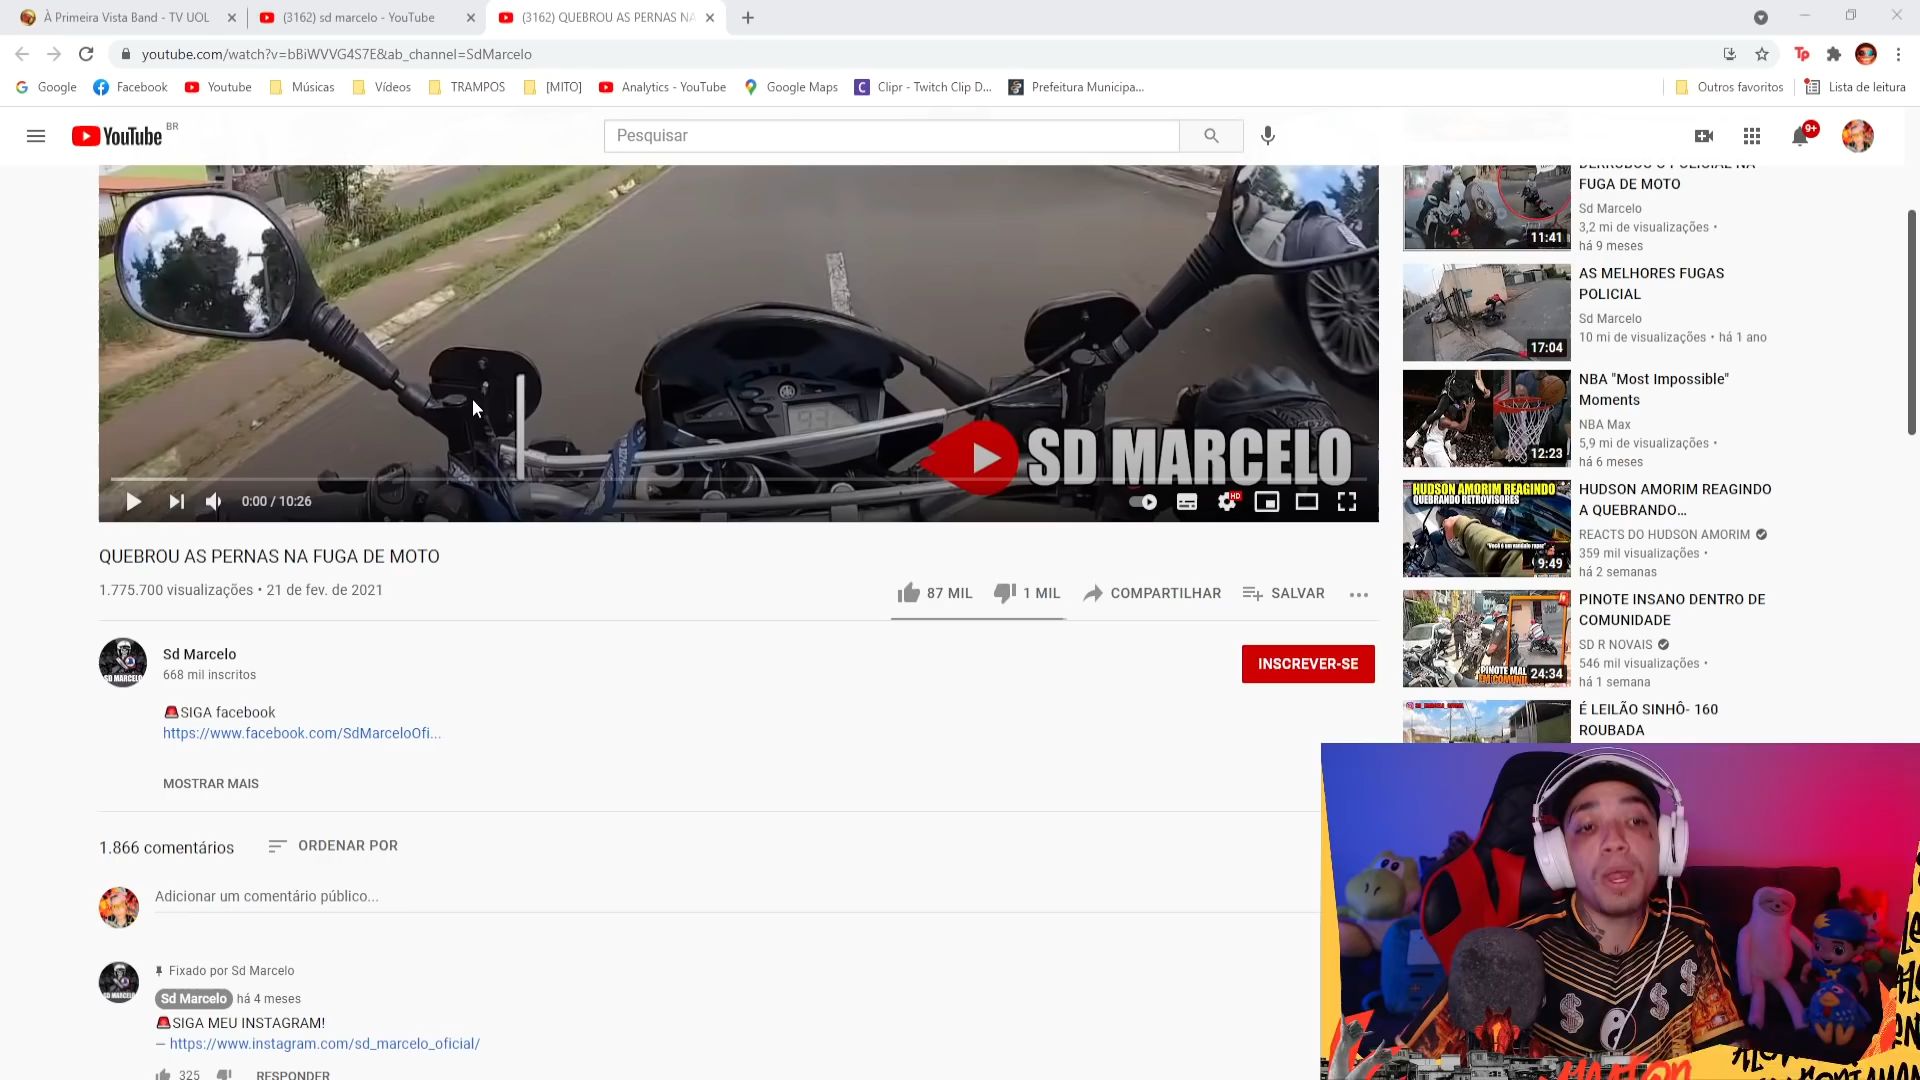 À Primeira Vista Band - TV UOL
(3162) sd marcelo - YouTube
(3162) QUEBROU AS PERNAS NA
youtube.com/watch?v=bBiWVVG4S7E&ab_channel=SdMarcelo
Google
Facebook
Youtube
Músicas
Vídeos
TRAMPOS
[MITO]
Analytics - YouTube
Google Maps
Clipr - Twitch Clip D...
Prefeitura Municipa...
Outros favoritos
Lista de leitura
YouTube BR
Pesquisar
9+
SD MARCELO
0:00 / 10:26
HD
QUEBROU AS PERNAS NA FUGA DE MOTO
1.775.700 visualizações • 21 de fev. de 2021
87 MIL
1 MIL
COMPARTILHAR
SALVAR
Sd Marcelo
668 mil inscritos
INSCREVER-SE
SIGA facebook
https://www.facebook.com/SdMarceloOfi...
MOSTRAR MAIS
1.866 comentários
ORDENAR POR
Adicionar um comentário público...
Fixado por Sd Marcelo
Sd Marcelo há 4 meses
SIGA MEU INSTAGRAM!
— https://www.instagram.com/sd_marcelo_oficial/
325
RESPONDER
DERRUBOU O POLICIAL NA
FUGA DE MOTO
Sd Marcelo
3,2 mi de visualizações •
há 9 meses
11:41
AS MELHORES FUGAS
POLICIAL
Sd Marcelo
10 mi de visualizações • há 1 ano
17:04
NBA "Most Impossible"
Moments
NBA Max
5,9 mi de visualizações •
há 6 meses
12:23
HUDSON AMORIM REAGINDO
QUEBRANDO RETROVISORES
9:49
HUDSON AMORIM REAGINDO
A QUEBRANDO...
REACTS DO HUDSON AMORIM
359 mil visualizações •
há 2 semanas
24:34
PINOTE INSANO DENTRO DE
COMUNIDADE
SD R NOVAIS
546 mil visualizações •
há 1 semana
É LEILÃO SINHÔ- 160
ROUBADA